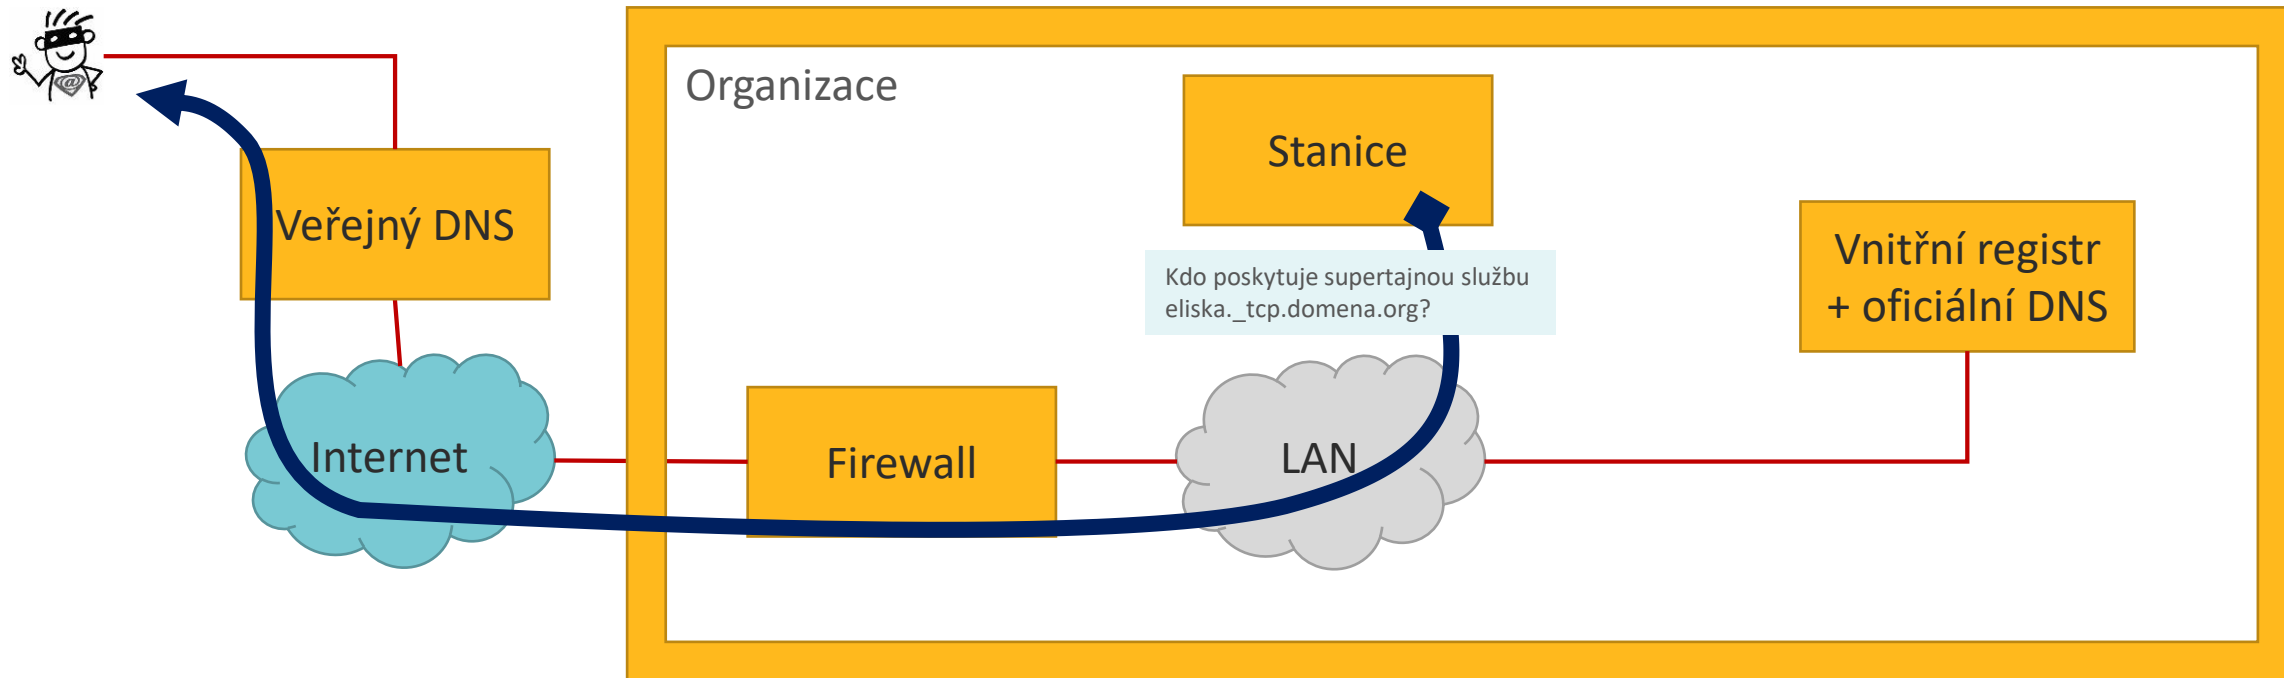 Organizace
Stanice
Veřejný DNS
Vnitřní registr
+ oficiální DNS
Kdo poskytuje supertajnou službu
eliska._tcp.domena.org?
Internet
Firewall
LAN
@